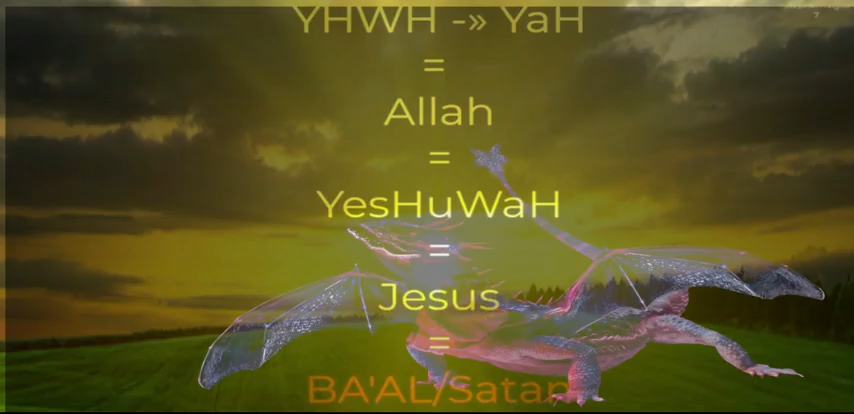 YHWH -» YaH
=
Allah
=
YesHuWaH
=
Jesus
=
BA'AL/Satan